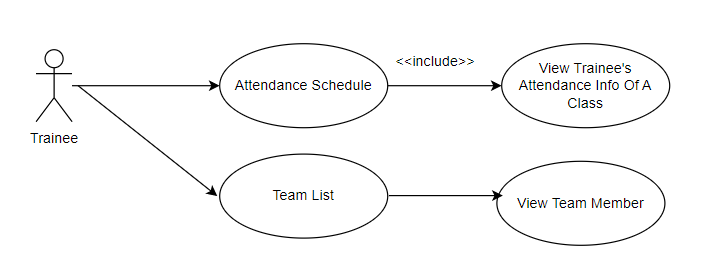 <<include>>
Attendance Schedule
View Trainee's
Attendance Info Of A
Class
Trainee
Team List
View Team Member